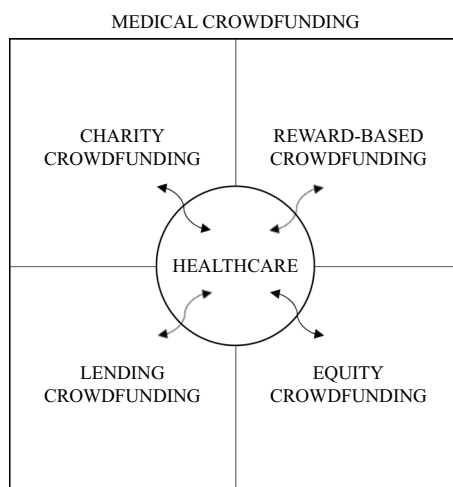 MEDICAL CROWDFUNDING
CHARITY
CROWDFUNDING
REWARD-BASED
CROWDFUNDING
HEALTHCARE
LENDING
CROWDFUNDING
EQUITY
CROWDFUNDING